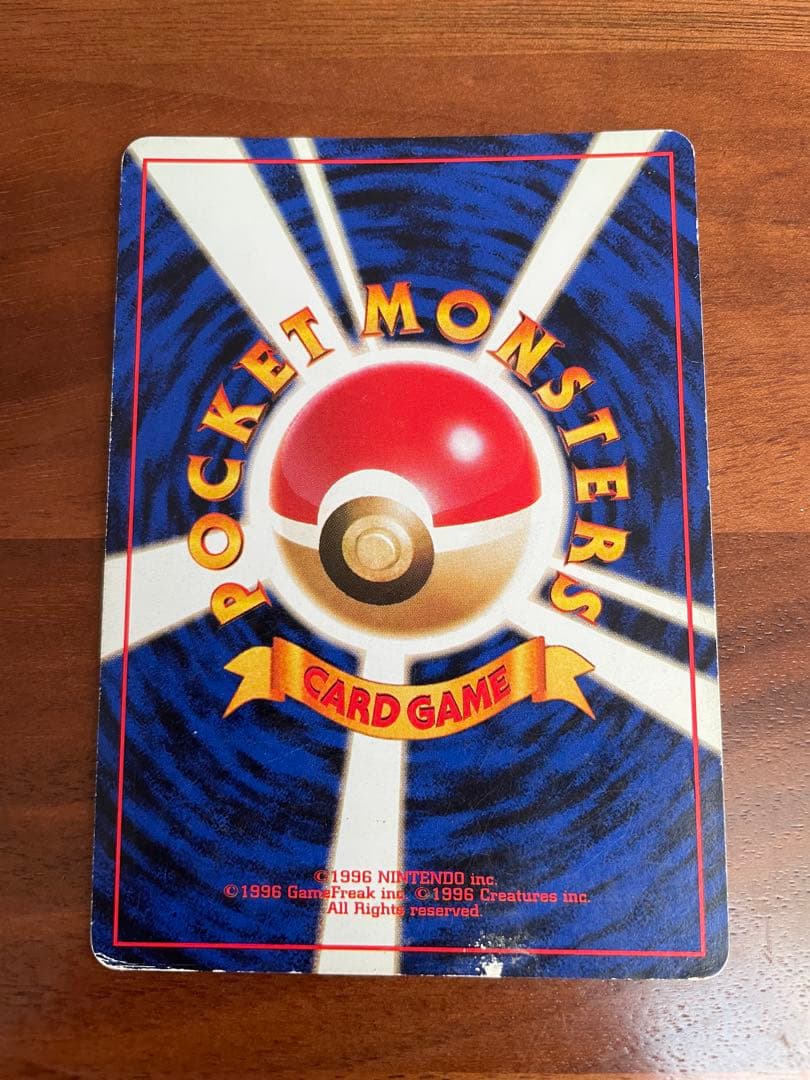 POCKET MONSTERS
CARD GAME
©1996 NINTENDO inc.
©1996 GameFreak inc. ©1996 Creatures inc.
All Rights reserved.